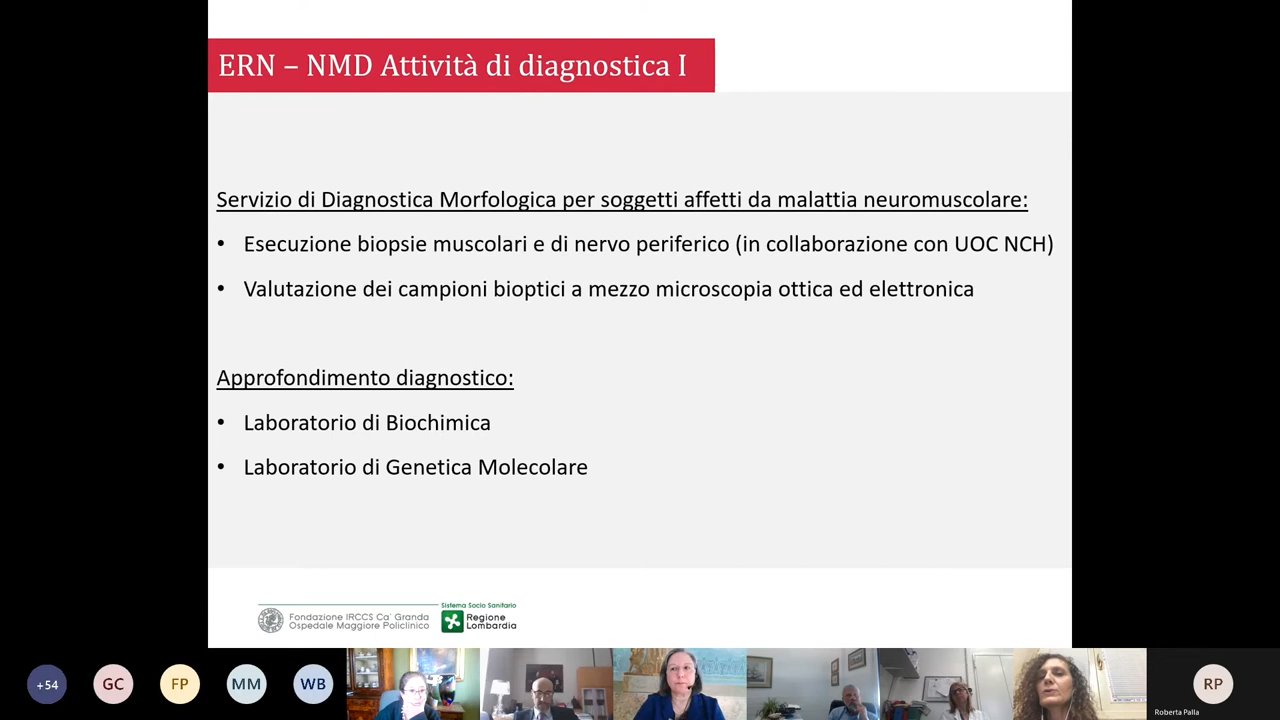 ERN – NMD Attività di diagnostica I
Servizio di Diagnostica Morfologica per soggetti affetti da malattia neuromuscolare:
• Esecuzione biopsie muscolari e di nervo periferico (in collaborazione con UOC NCH)
• Valutazione dei campioni bioptici a mezzo microscopia ottica ed elettronica
Approfondimento diagnostico:
• Laboratorio di Biochimica
• Laboratorio di Genetica Molecolare
Fondazione IRCCS Ca' Granda
Ospedale Maggiore Policlinico
Sistema Socio Sanitario
Regione
Lombardia
+54
GC
FP
MM
WB
RP
Roberta Palla